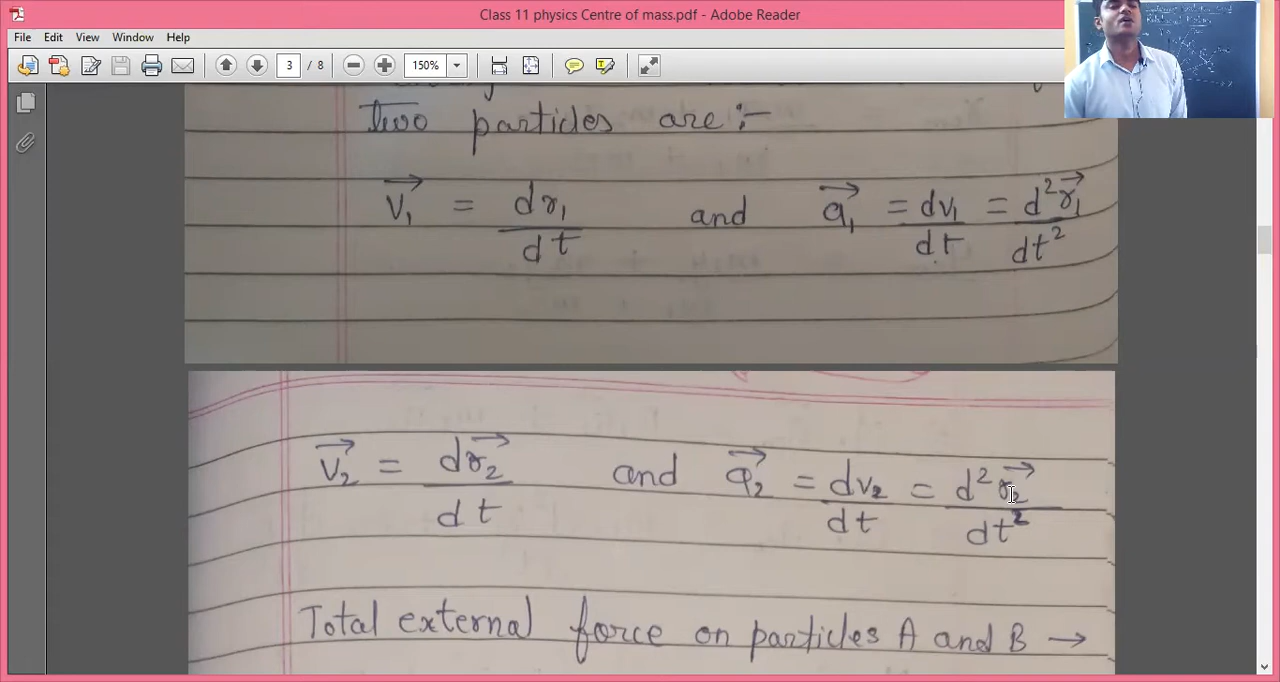 Class 11 physics Centre of mass.pdf - Adobe Reader
File Edit View Window Help
3 / 8 150%
Two particles are :-
v₁⃗ = dr₁/dt and a₁⃗ = dv₁/dt = d²r₁⃗/dt²
v₂⃗ = dr₂⃗/dt and a₂⃗ = dv₂/dt = d²r₂⃗/dt²
Total external force on particles A and B →